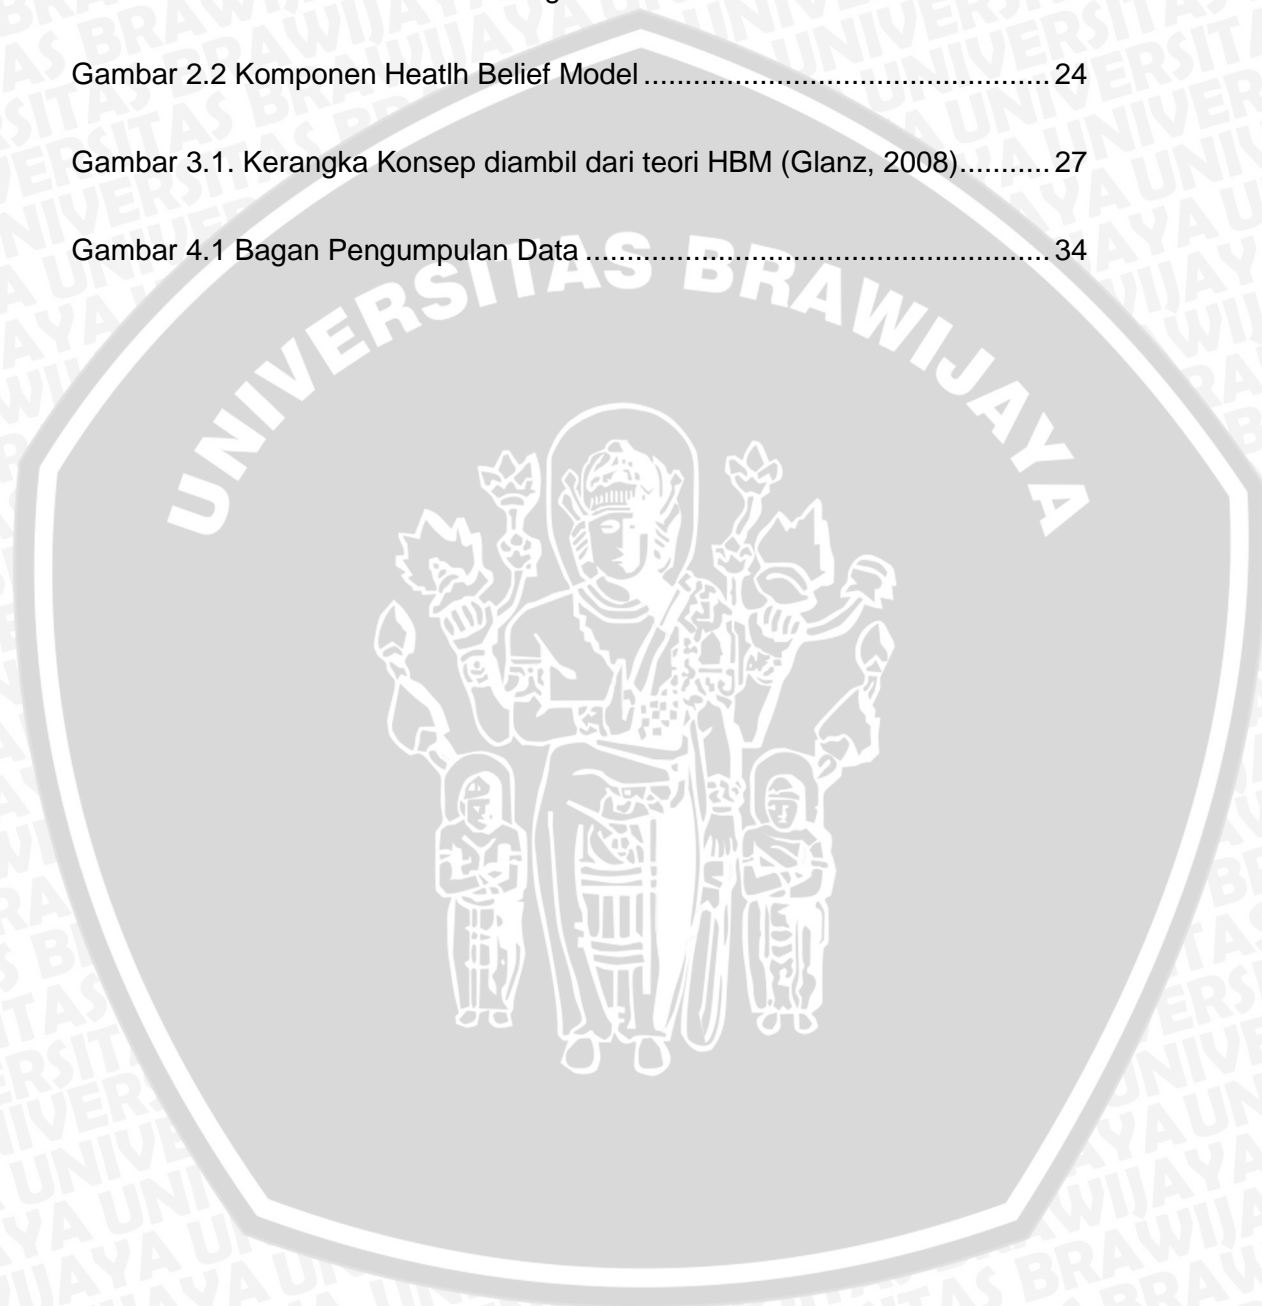 Gambar 2.2 Komponen Heatlh Belief Model ................................................. 24
Gambar 3.1. Kerangka Konsep diambil dari teori HBM (Glanz, 2008)........... 27
Gambar 4.1 Bagan Pengumpulan Data ........................................................ 34
UNIVERSITAS BRAWIJAYA